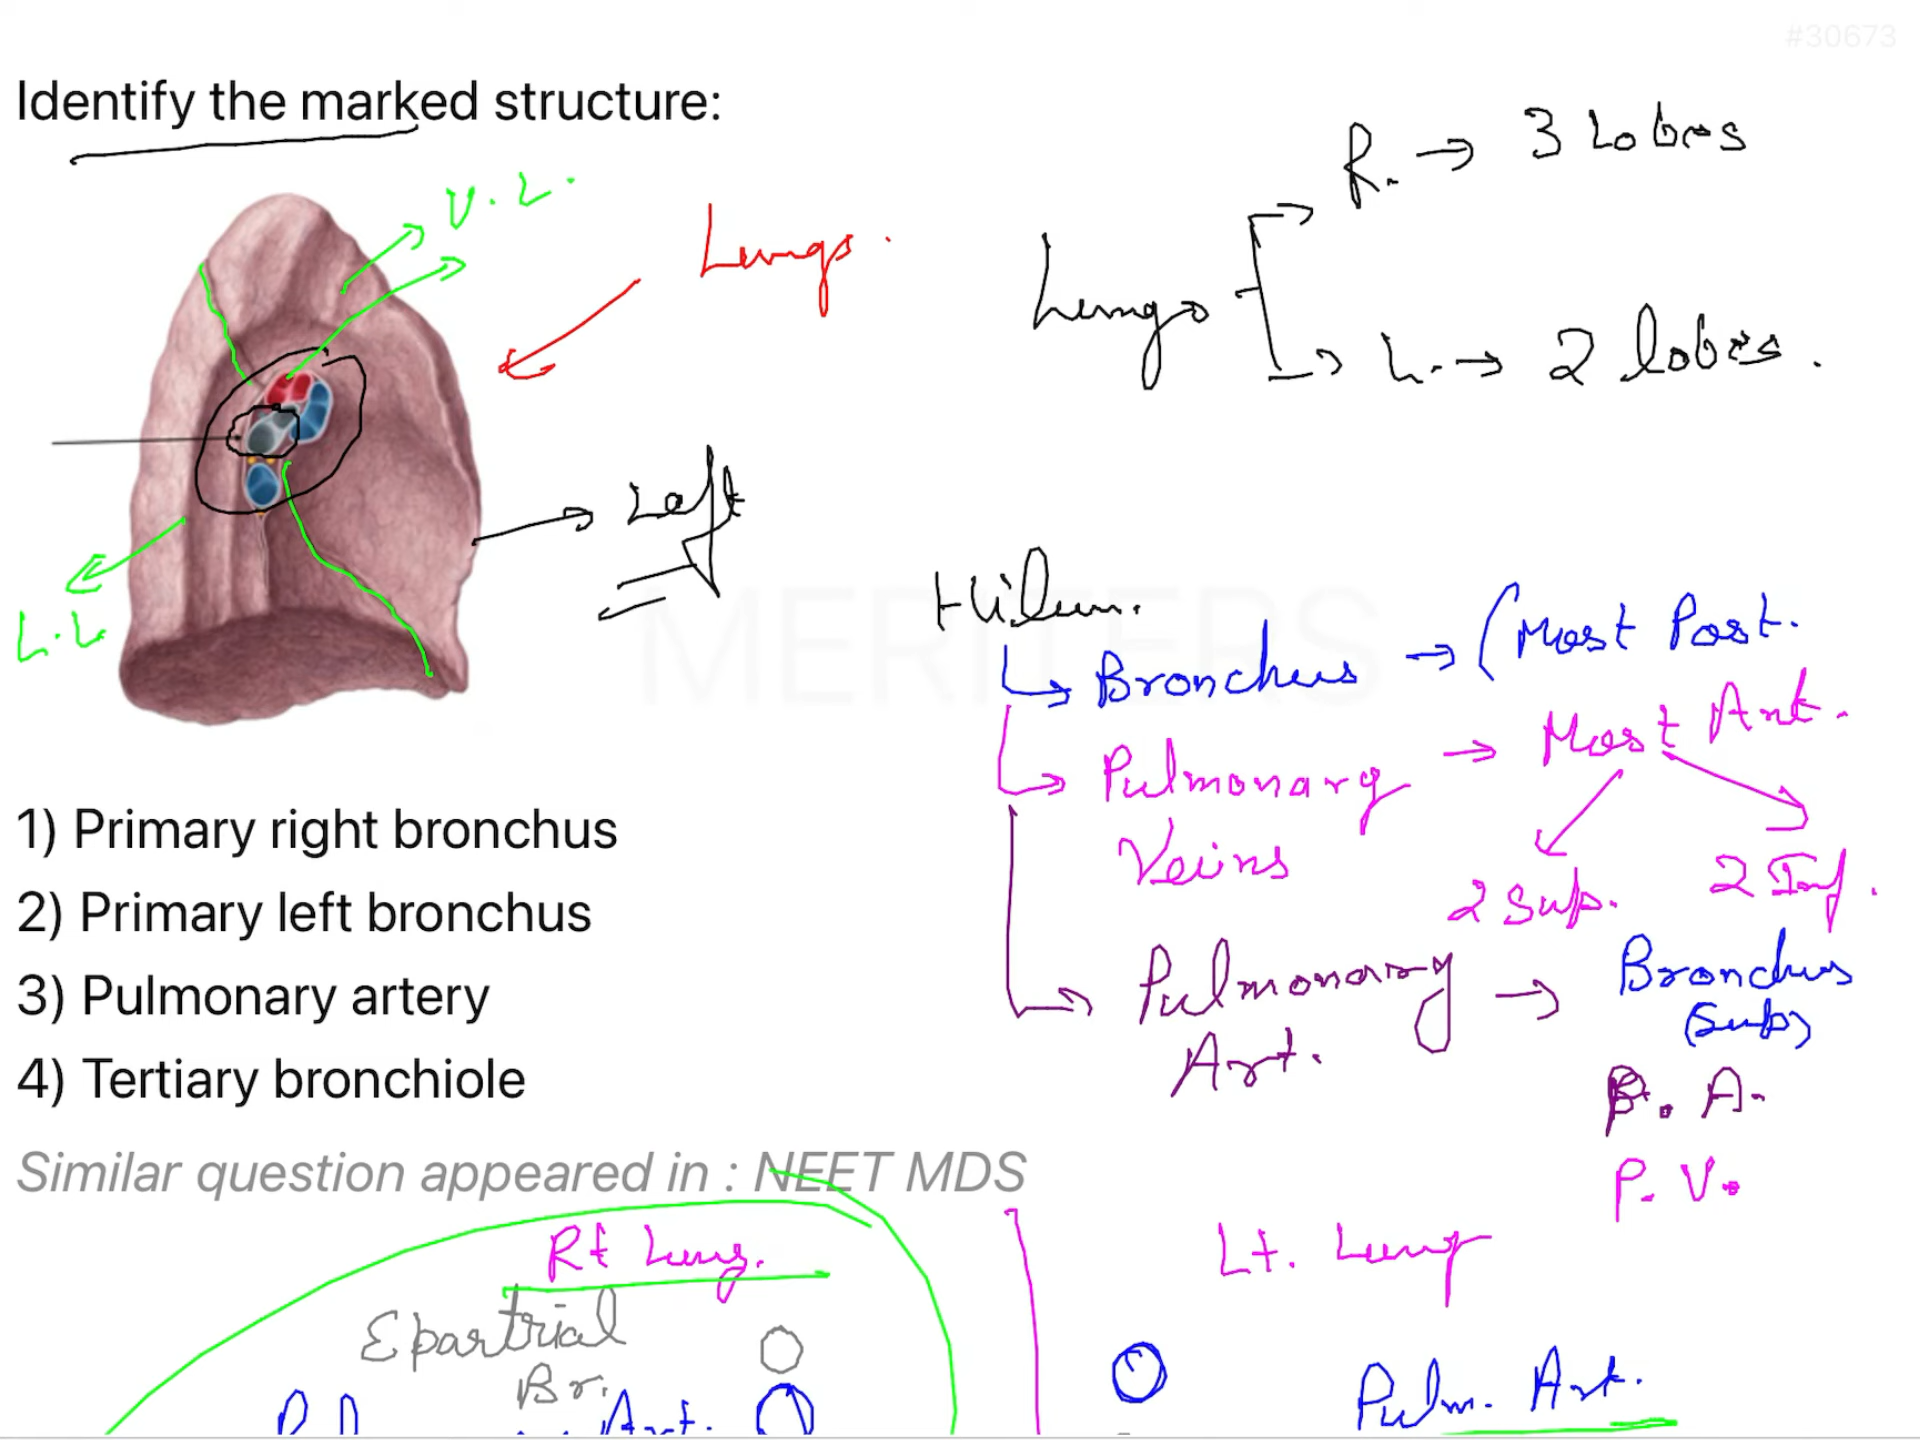 #30673
Identify the marked structure:
U.L.
Lungs.
L.L
Left
Lungs
R. → 3 Lobes
L. → 2 lobes.
MERITERS
Hilum.
Bronchus → (Most Post.
Pulmonary Veins → Most Ant.
2 Sup.
2 Inf.
Pulmonary Art. →
Bronchus
(Sup)
P. A.
P. V.
1) Primary right bronchus
2) Primary left bronchus
3) Pulmonary artery
4) Tertiary bronchiole
Similar question appeared in : NEET MDS
Rt Lung.
Epartrial
Br.
Art.
Lt. Lung
Pulm. Art.